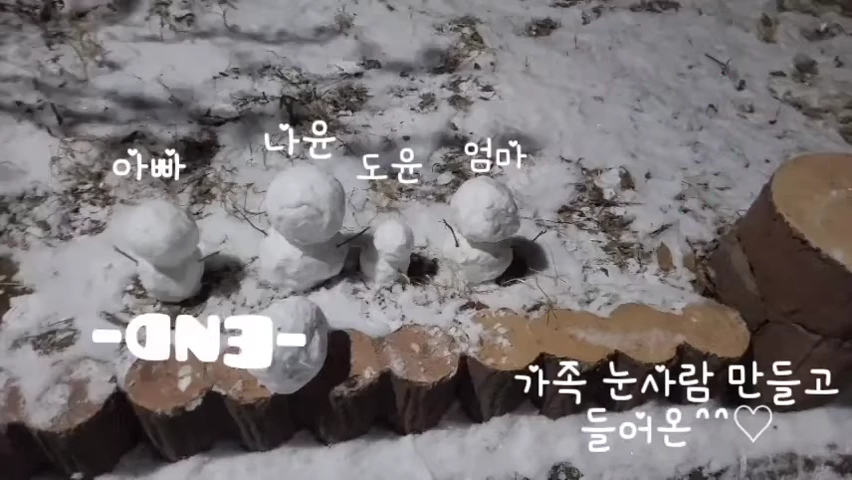 아빠
나윤
도윤
엄마
-END-
가족 눈사람 만들고
들어온^^♡